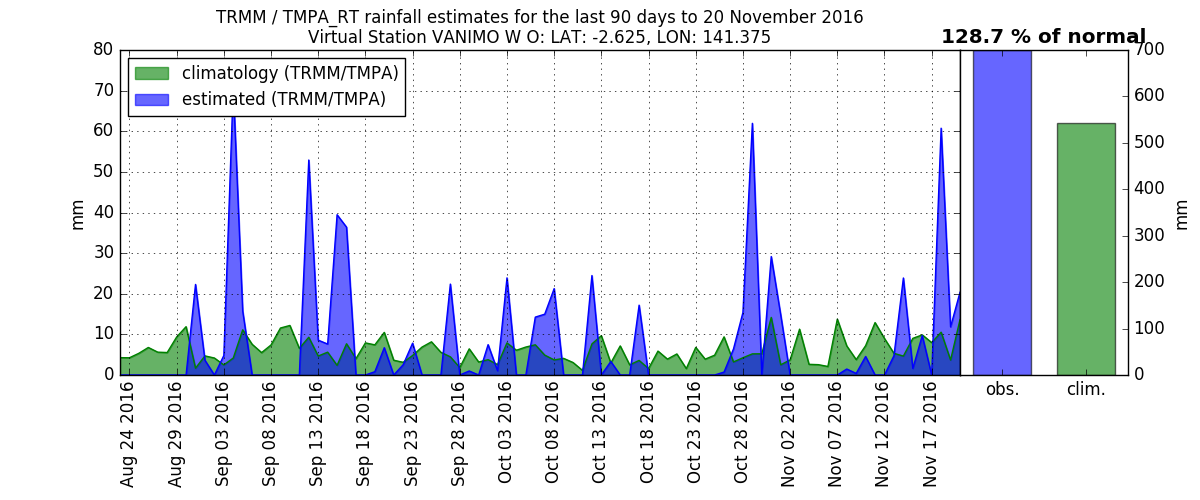 TRMM / TMPA_RT rainfall estimates for the last 90 days to 20 November 2016
Virtual Station VANIMO W O: LAT: -2.625, LON: 141.375
128.7 % of normal
climatology (TRMM/TMPA)
estimated (TRMM/TMPA)
80
70
60
50
40
30
20
10
0
mm
Aug 24 2016
Aug 29 2016
Sep 03 2016
Sep 08 2016
Sep 13 2016
Sep 18 2016
Sep 23 2016
Sep 28 2016
Oct 03 2016
Oct 08 2016
Oct 13 2016
Oct 18 2016
Oct 23 2016
Oct 28 2016
Nov 02 2016
Nov 07 2016
Nov 12 2016
Nov 17 2016
obs.
clim.
700
600
500
400
300
200
100
0
mm